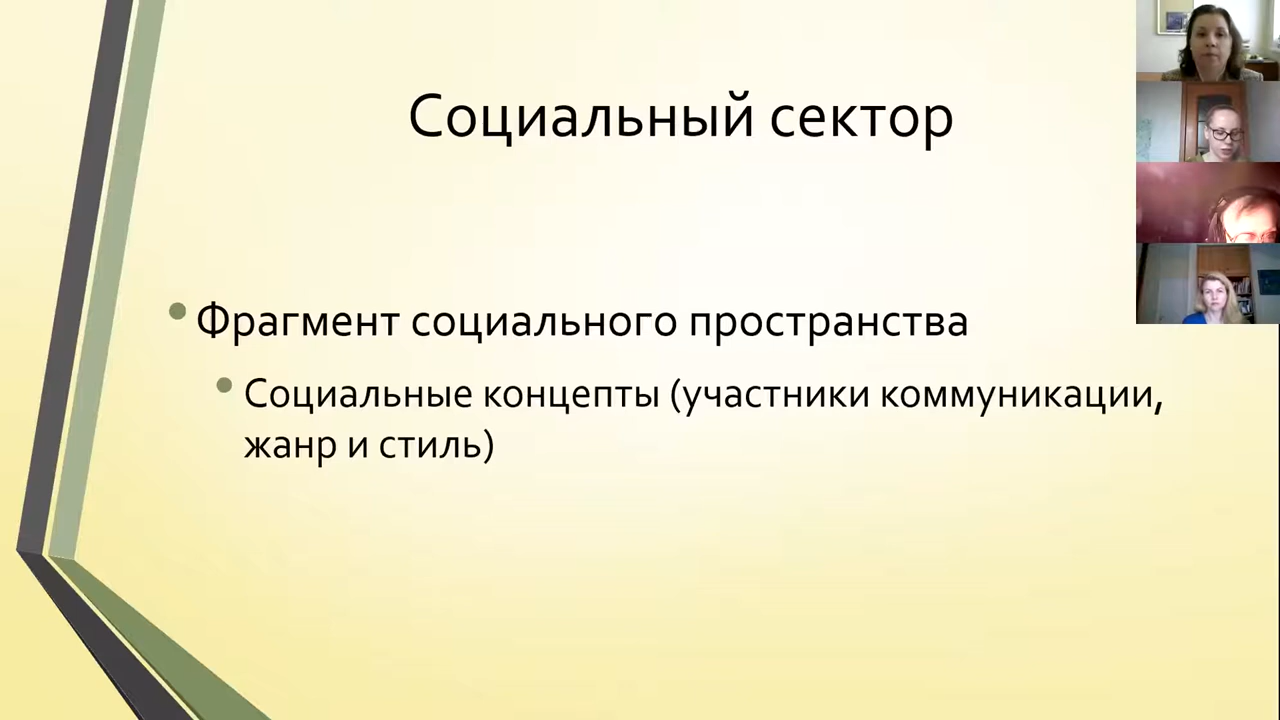 Социальный сектор
Фрагмент социального пространства
Социальные концепты (участники коммуникации,
жанр и стиль)